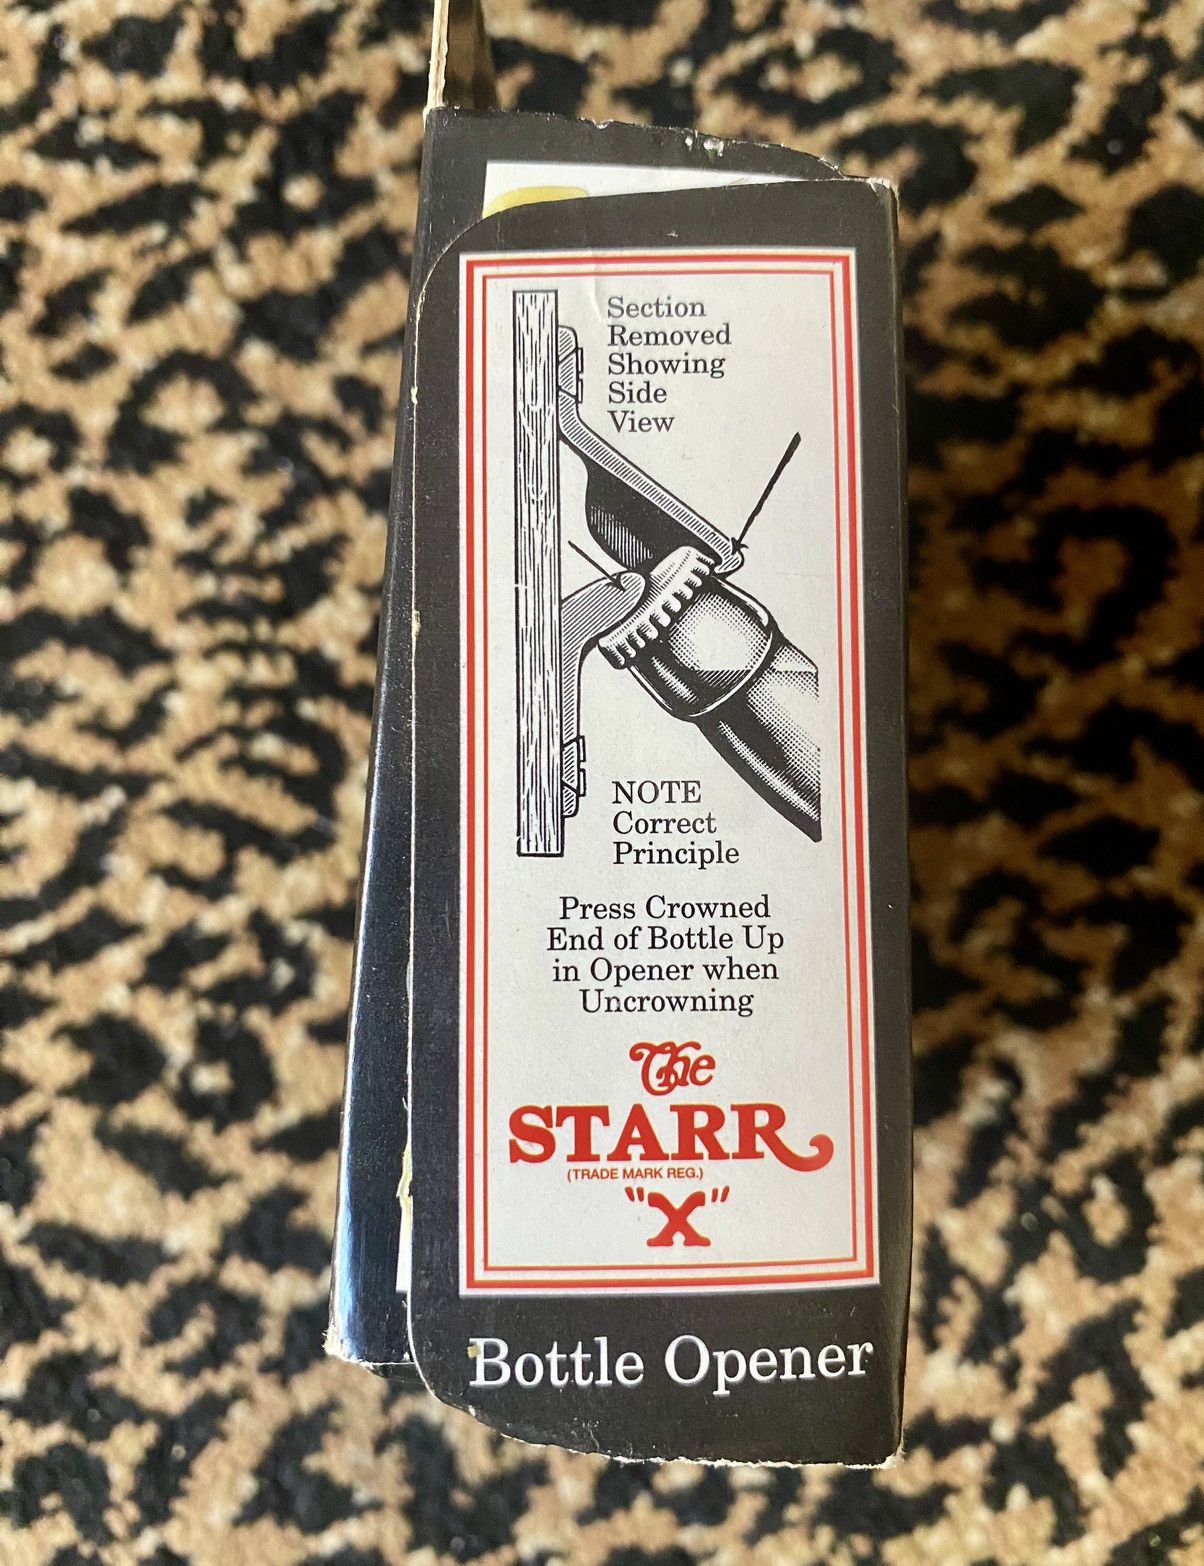 Section
Removed
Showing
Side
View
NOTE
Correct
Principle
Press Crowned
End of Bottle Up
in Opener when
Uncrowning
The
STARR
(TRADE MARK REG.)
"X"
Bottle Opener